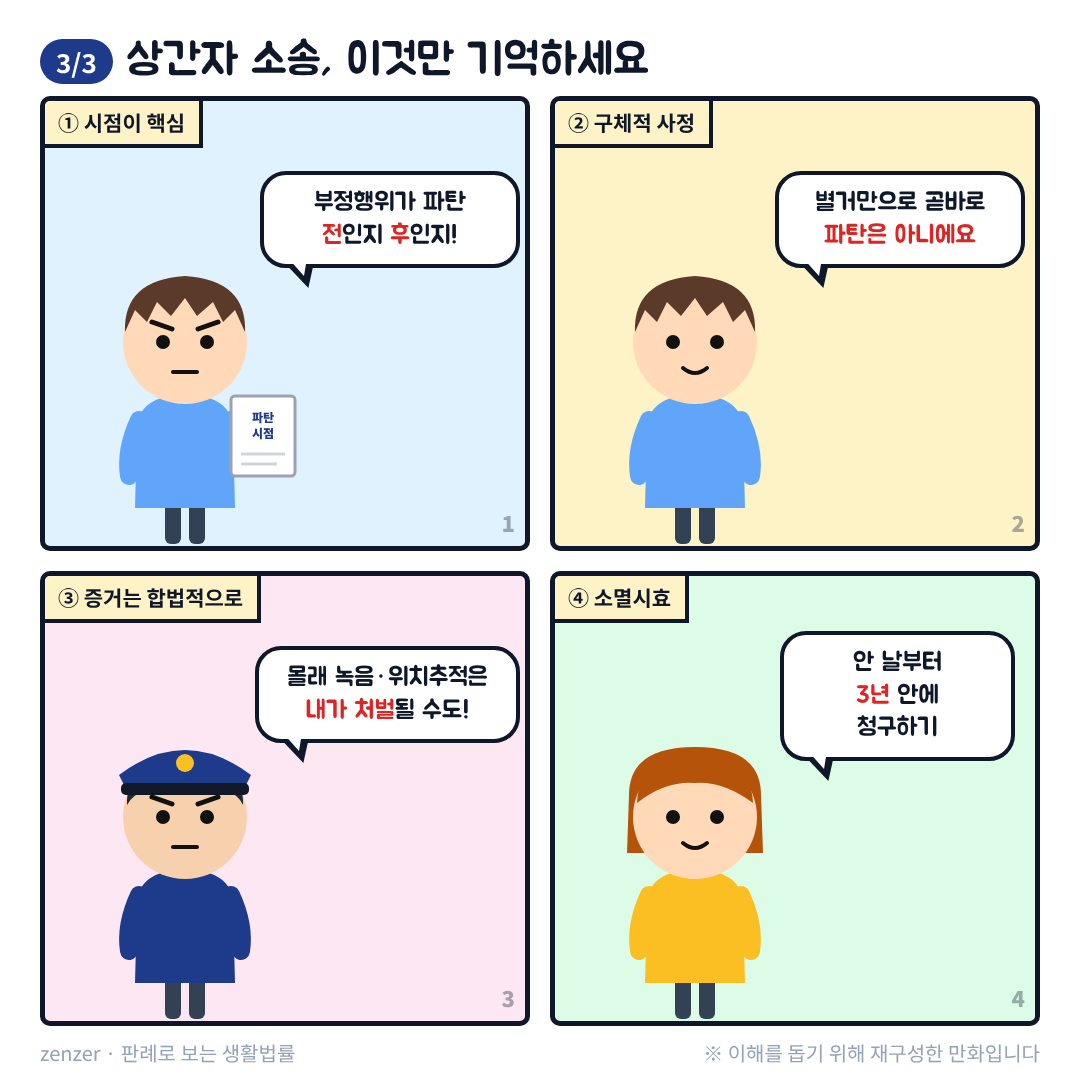 3/3 상간자 소송, 이것만 기억하세요
① 시점이 핵심
부정행위가 파탄
전인지 후인지!
파탄
시점
1
② 구체적 사정
별거만으로 곧바로
파탄은 아니에요
2
③ 증거는 합법적으로
몰래 녹음·위치추적은
내가 처벌될 수도!
3
④ 소멸시효
안 날부터
3년 안에
청구하기
4
zenzer · 판례로 보는 생활법률
※ 이해를 돕기 위해 재구성한 만화입니다